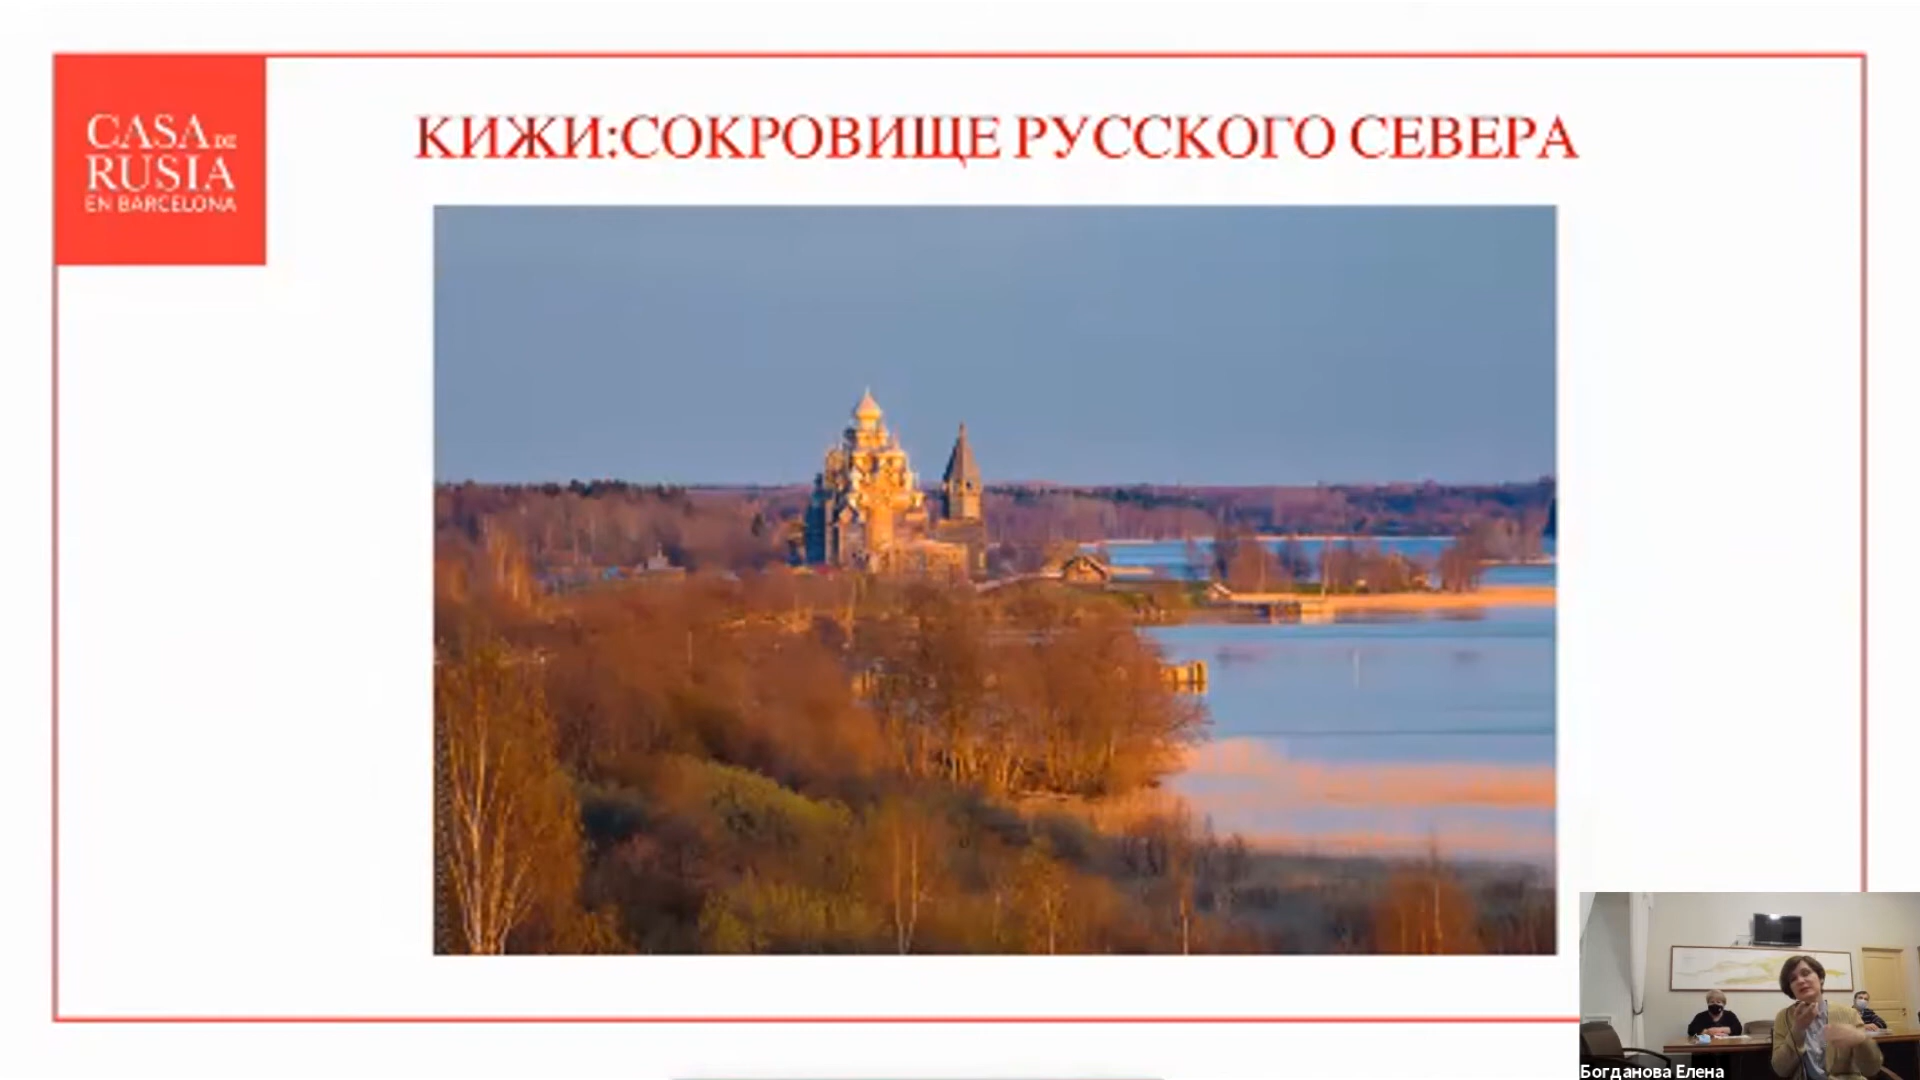 CASA DE
RUSIA
EN BARCELONA
КИЖИ:СОКРОВИЩЕ РУССКОГО СЕВЕРА
Богданова Елена